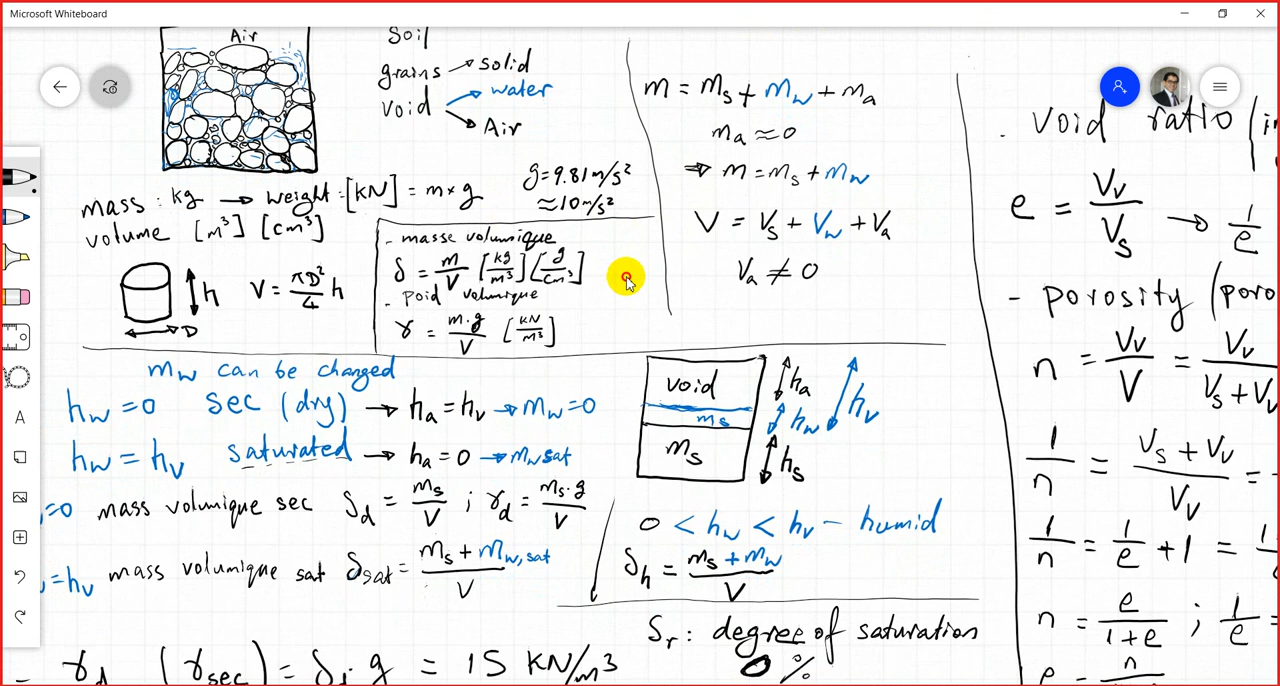 Microsoft Whiteboard
Air
Soil
grains → solid
void → water
→ Air
mass : kg → weight : [KN] = m × g
g = 9.81 m/s²
≈ 10 m/s²
volume [m³] [cm³]
h
D
V = πD²/4 h
- masse volumique
δ = m/V [kg/m³] [g/cm³]
- poid volumique
γ = m·g/V [KN/m³]
m = ms + mw + ma
ma ≈ 0
⇒ m = ms + mw
V = Vs + Vw + Va
Va ≠ 0
mw can be changed
hw = 0 sec (dry) → ha = hv → mw = 0
hw = hv saturated → ha = 0 → mw sat
=0 mass volumique sec δd = ms/V ; γd = ms·g/V
=hv mass volumique sat δsat = ms + mw,sat/V
void
ms
ms
ha
hw
hv
hs
0 < hw < hv - humid
δh = ms + mw/V
Sr : degree of saturation
0 %
γd (γsec) = δ. g = 15 KN/m³
. void ratio (
e = Vv/Vs → 1/e
- porosity (poro
n = Vv/V = Vv/Vs + Vv
1/n = Vs + Vv/Vv =
1/n = 1/e + 1 = 1
n = e/1+e ; 1/e =
e = n
A